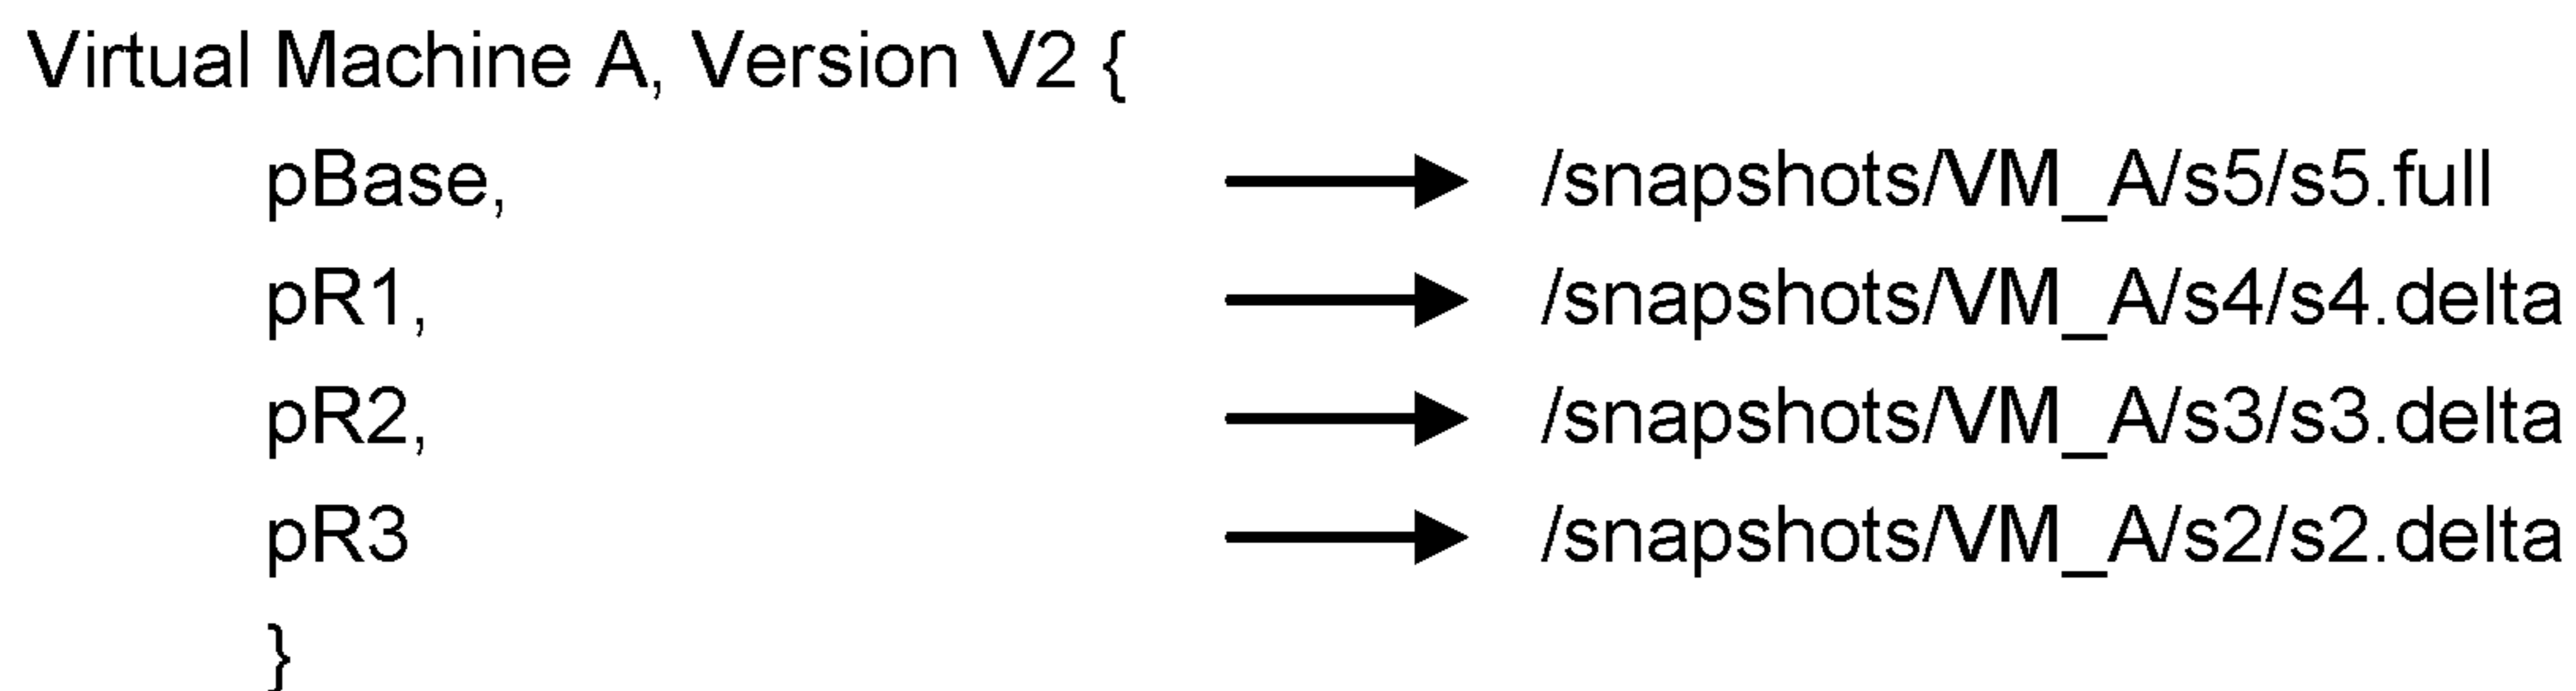 Virtual Machine A, Version V2 {
pBase, /snapshots/VM_A/s5/s5.full
pR1, /snapshots/VM_A/s4/s4.delta
pR2, /snapshots/VM_A/s3/s3.delta
pR3 /snapshots/VM_A/s2/s2.delta
}